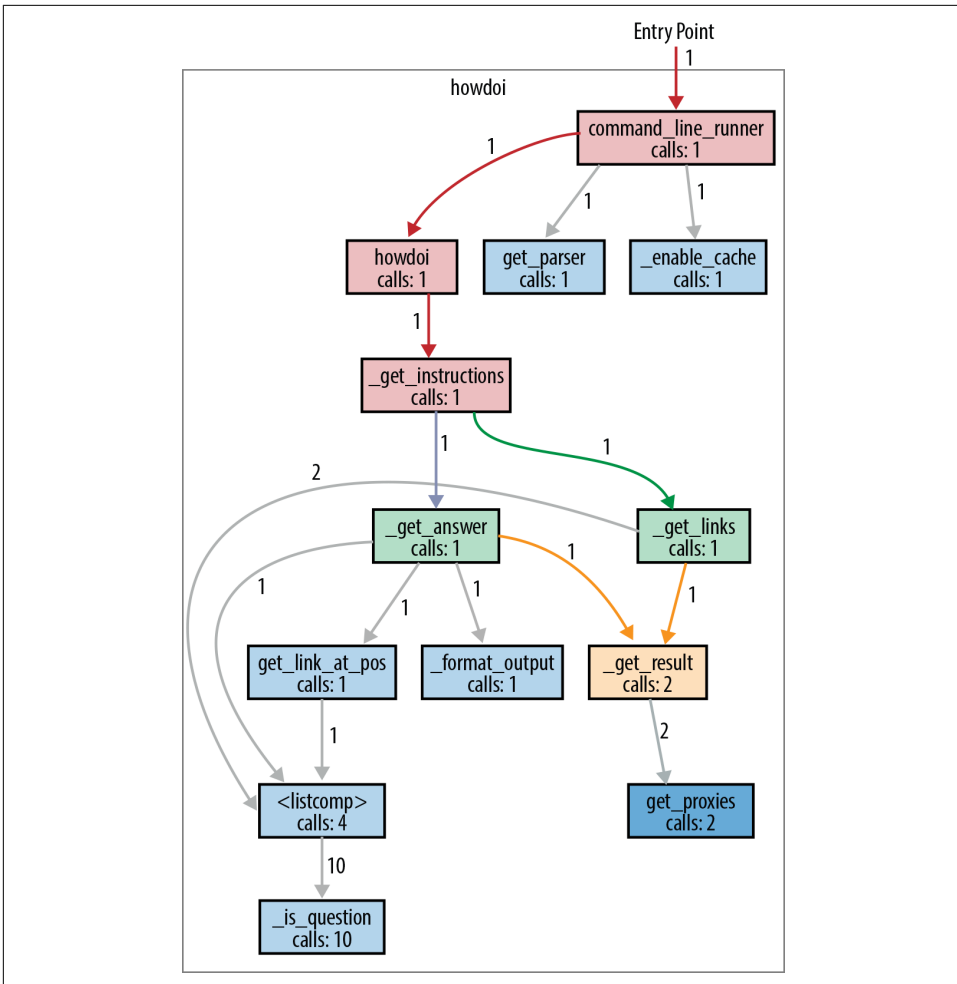 Entry Point
1
howdoi
command_line_runner
calls: 1
1
1
1
howdoi
calls: 1
get_parser
calls: 1
_enable_cache
calls: 1
1
_get_instructions
calls: 1
1
1
2
_get_answer
calls: 1
_get_links
calls: 1
1
1
1
1
1
get_link_at_pos
calls: 1
_format_output
calls: 1
_get_result
calls: 2
1
2
<listcomp>
calls: 4
get_proxies
calls: 2
10
_is_question
calls: 10